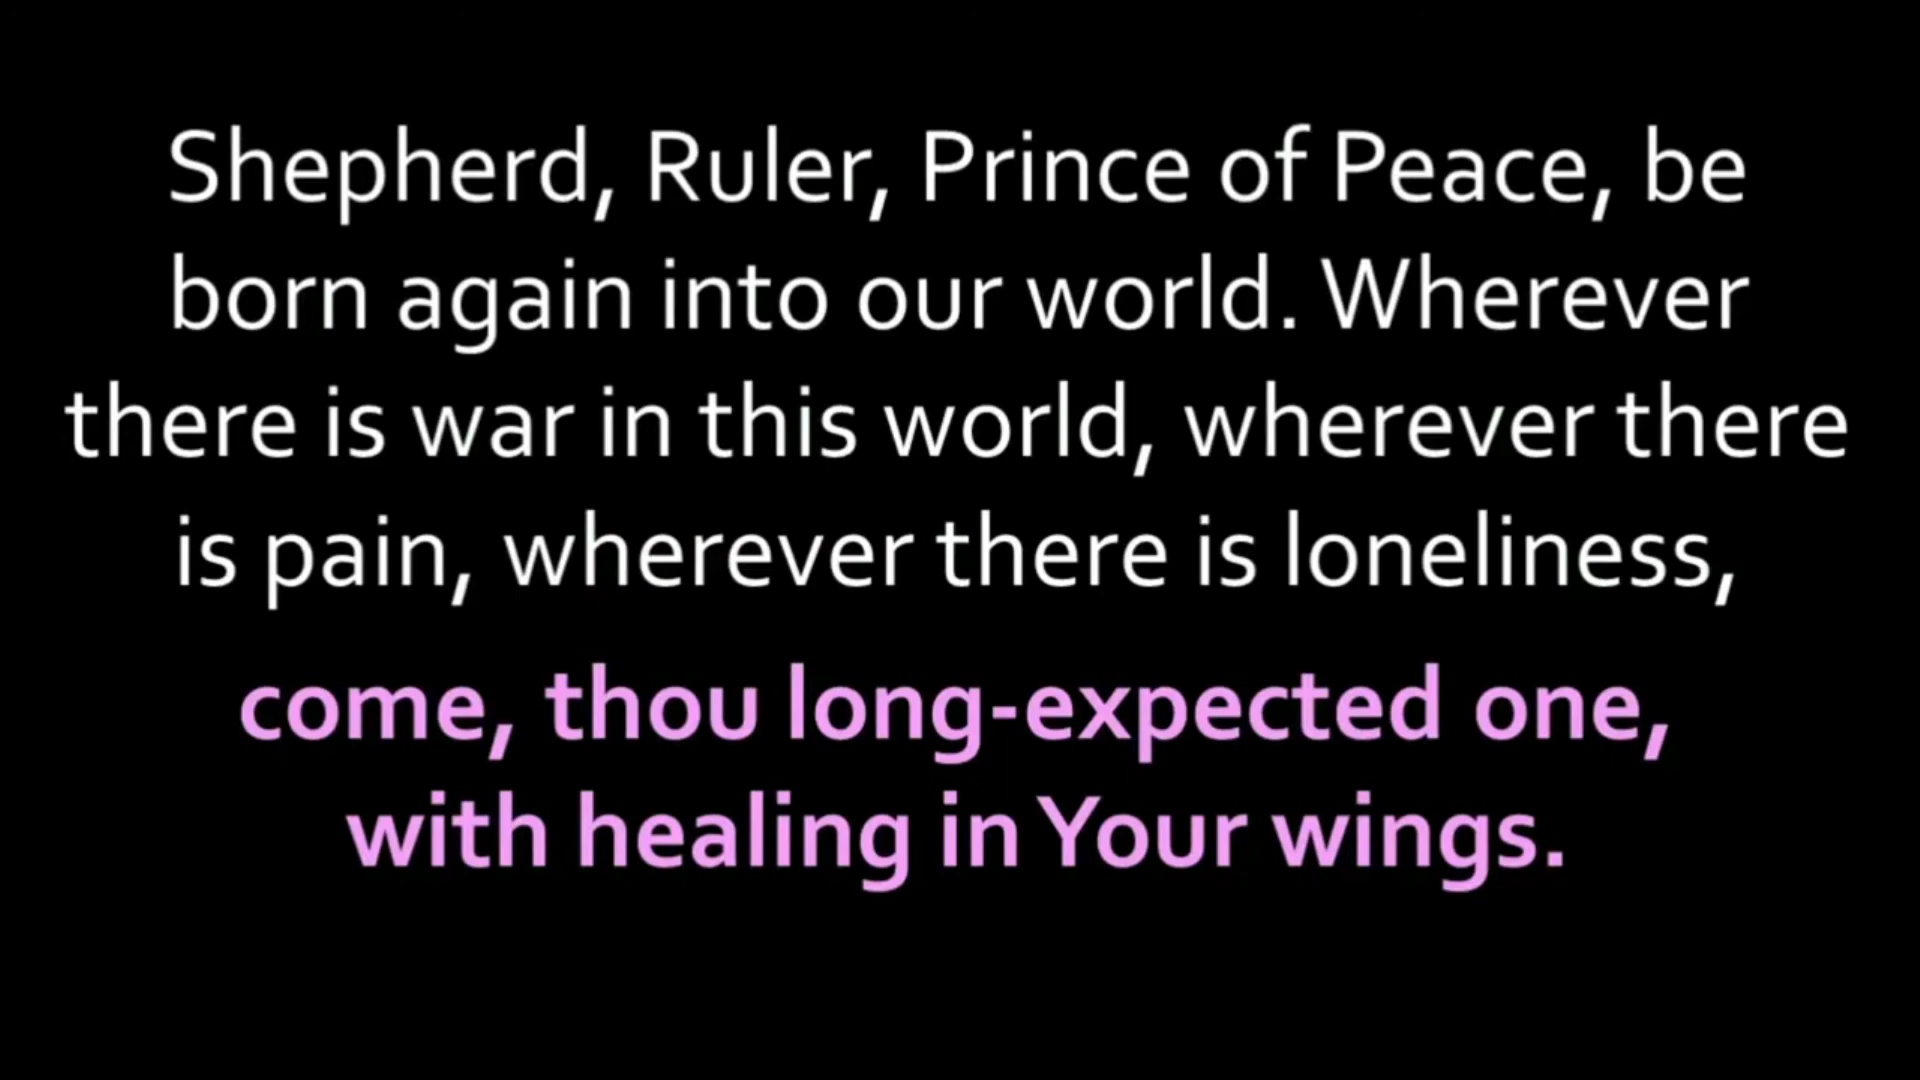 Shepherd, Ruler, Prince of Peace, be
born again into our world. Wherever
there is war in this world, wherever there
is pain, wherever there is loneliness,
come, thou long-expected one,
with healing in Your wings.